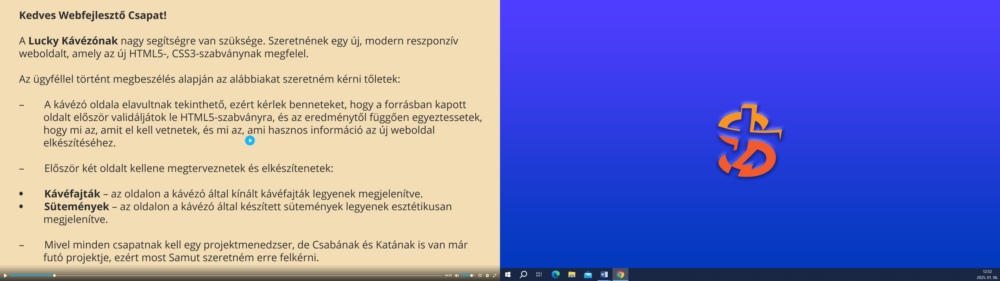 Kedves Webfejlesztő Csapat!
A Lucky Kávézónak nagy segítségre van szüksége. Szeretnének egy új, modern reszponzív
weboldalt, amely az új HTML5-, CSS3-szabványnak megfelel.
Az ügyféllel történt megbeszélés alapján az alábbiakat szeretném kérni tőletek:
– A kávézó oldala elavultnak tekinthető, ezért kérlek benneteket, hogy a forrásban kapott
oldalt először validáljátok le HTML5-szabványra, és az eredménytől függően egyeztessetek,
hogy mi az, amit el kell vetnetek, és mi az, ami hasznos információ az új weboldal
elkészítéséhez.
– Először két oldalt kellene megterveznetek és elkészítenetek:
• Kávéfajták – az oldalon a kávézó által kínált kávéfajták legyenek megjelenítve.
• Sütemények – az oldalon a kávézó által készített sütemények legyenek esztétikusan
megjelenítve.
– Mivel minden csapatnak kell egy projektmenedzser, de Csabának és Katának is van már
futó projektje, ezért most Samut szeretném erre felkérni.
-04:03
12:52
2025. 01. 06.